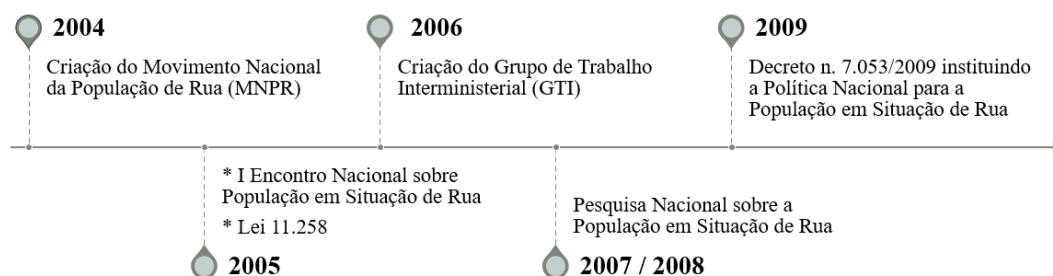 2004
Criação do Movimento Nacional
da População de Rua (MNPR)
* I Encontro Nacional sobre
População em Situação de Rua
* Lei 11.258
2005
2006
Criação do Grupo de Trabalho
Interministerial (GTI)
Pesquisa Nacional sobre a
População em Situação de Rua
2007 / 2008
2009
Decreto n. 7.053/2009 instituindo
a Política Nacional para a
População em Situação de Rua